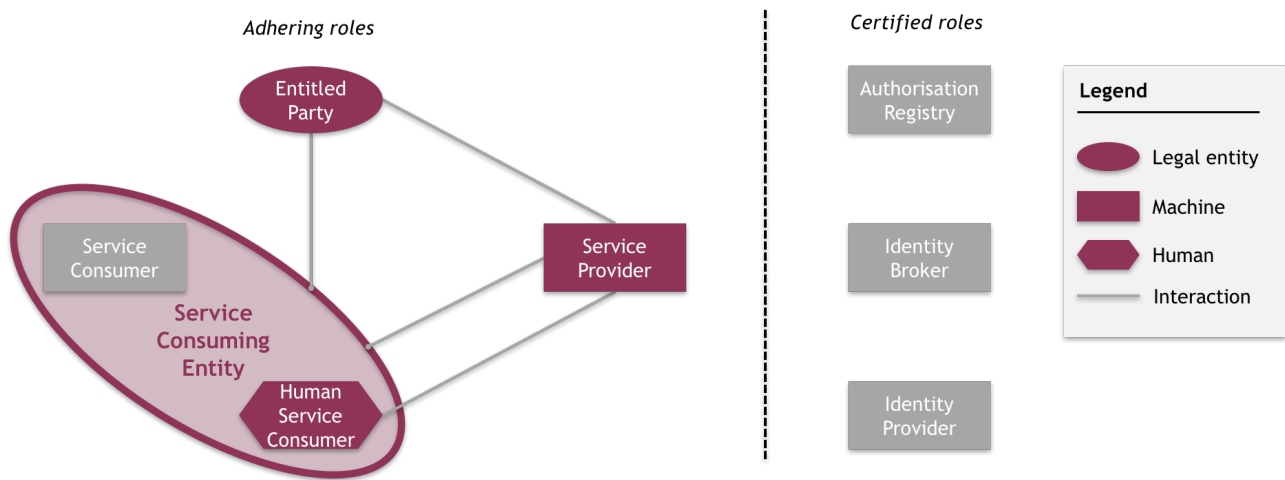 Adhering roles
Certified roles
Entitled
Party
Authorisation
Registry
Legend
Legal entity
Machine
Human
Interaction
Service
Consumer
Service
Provider
Identity
Broker
Service
Consuming
Entity
Human
Service
Consumer
Identity
Provider